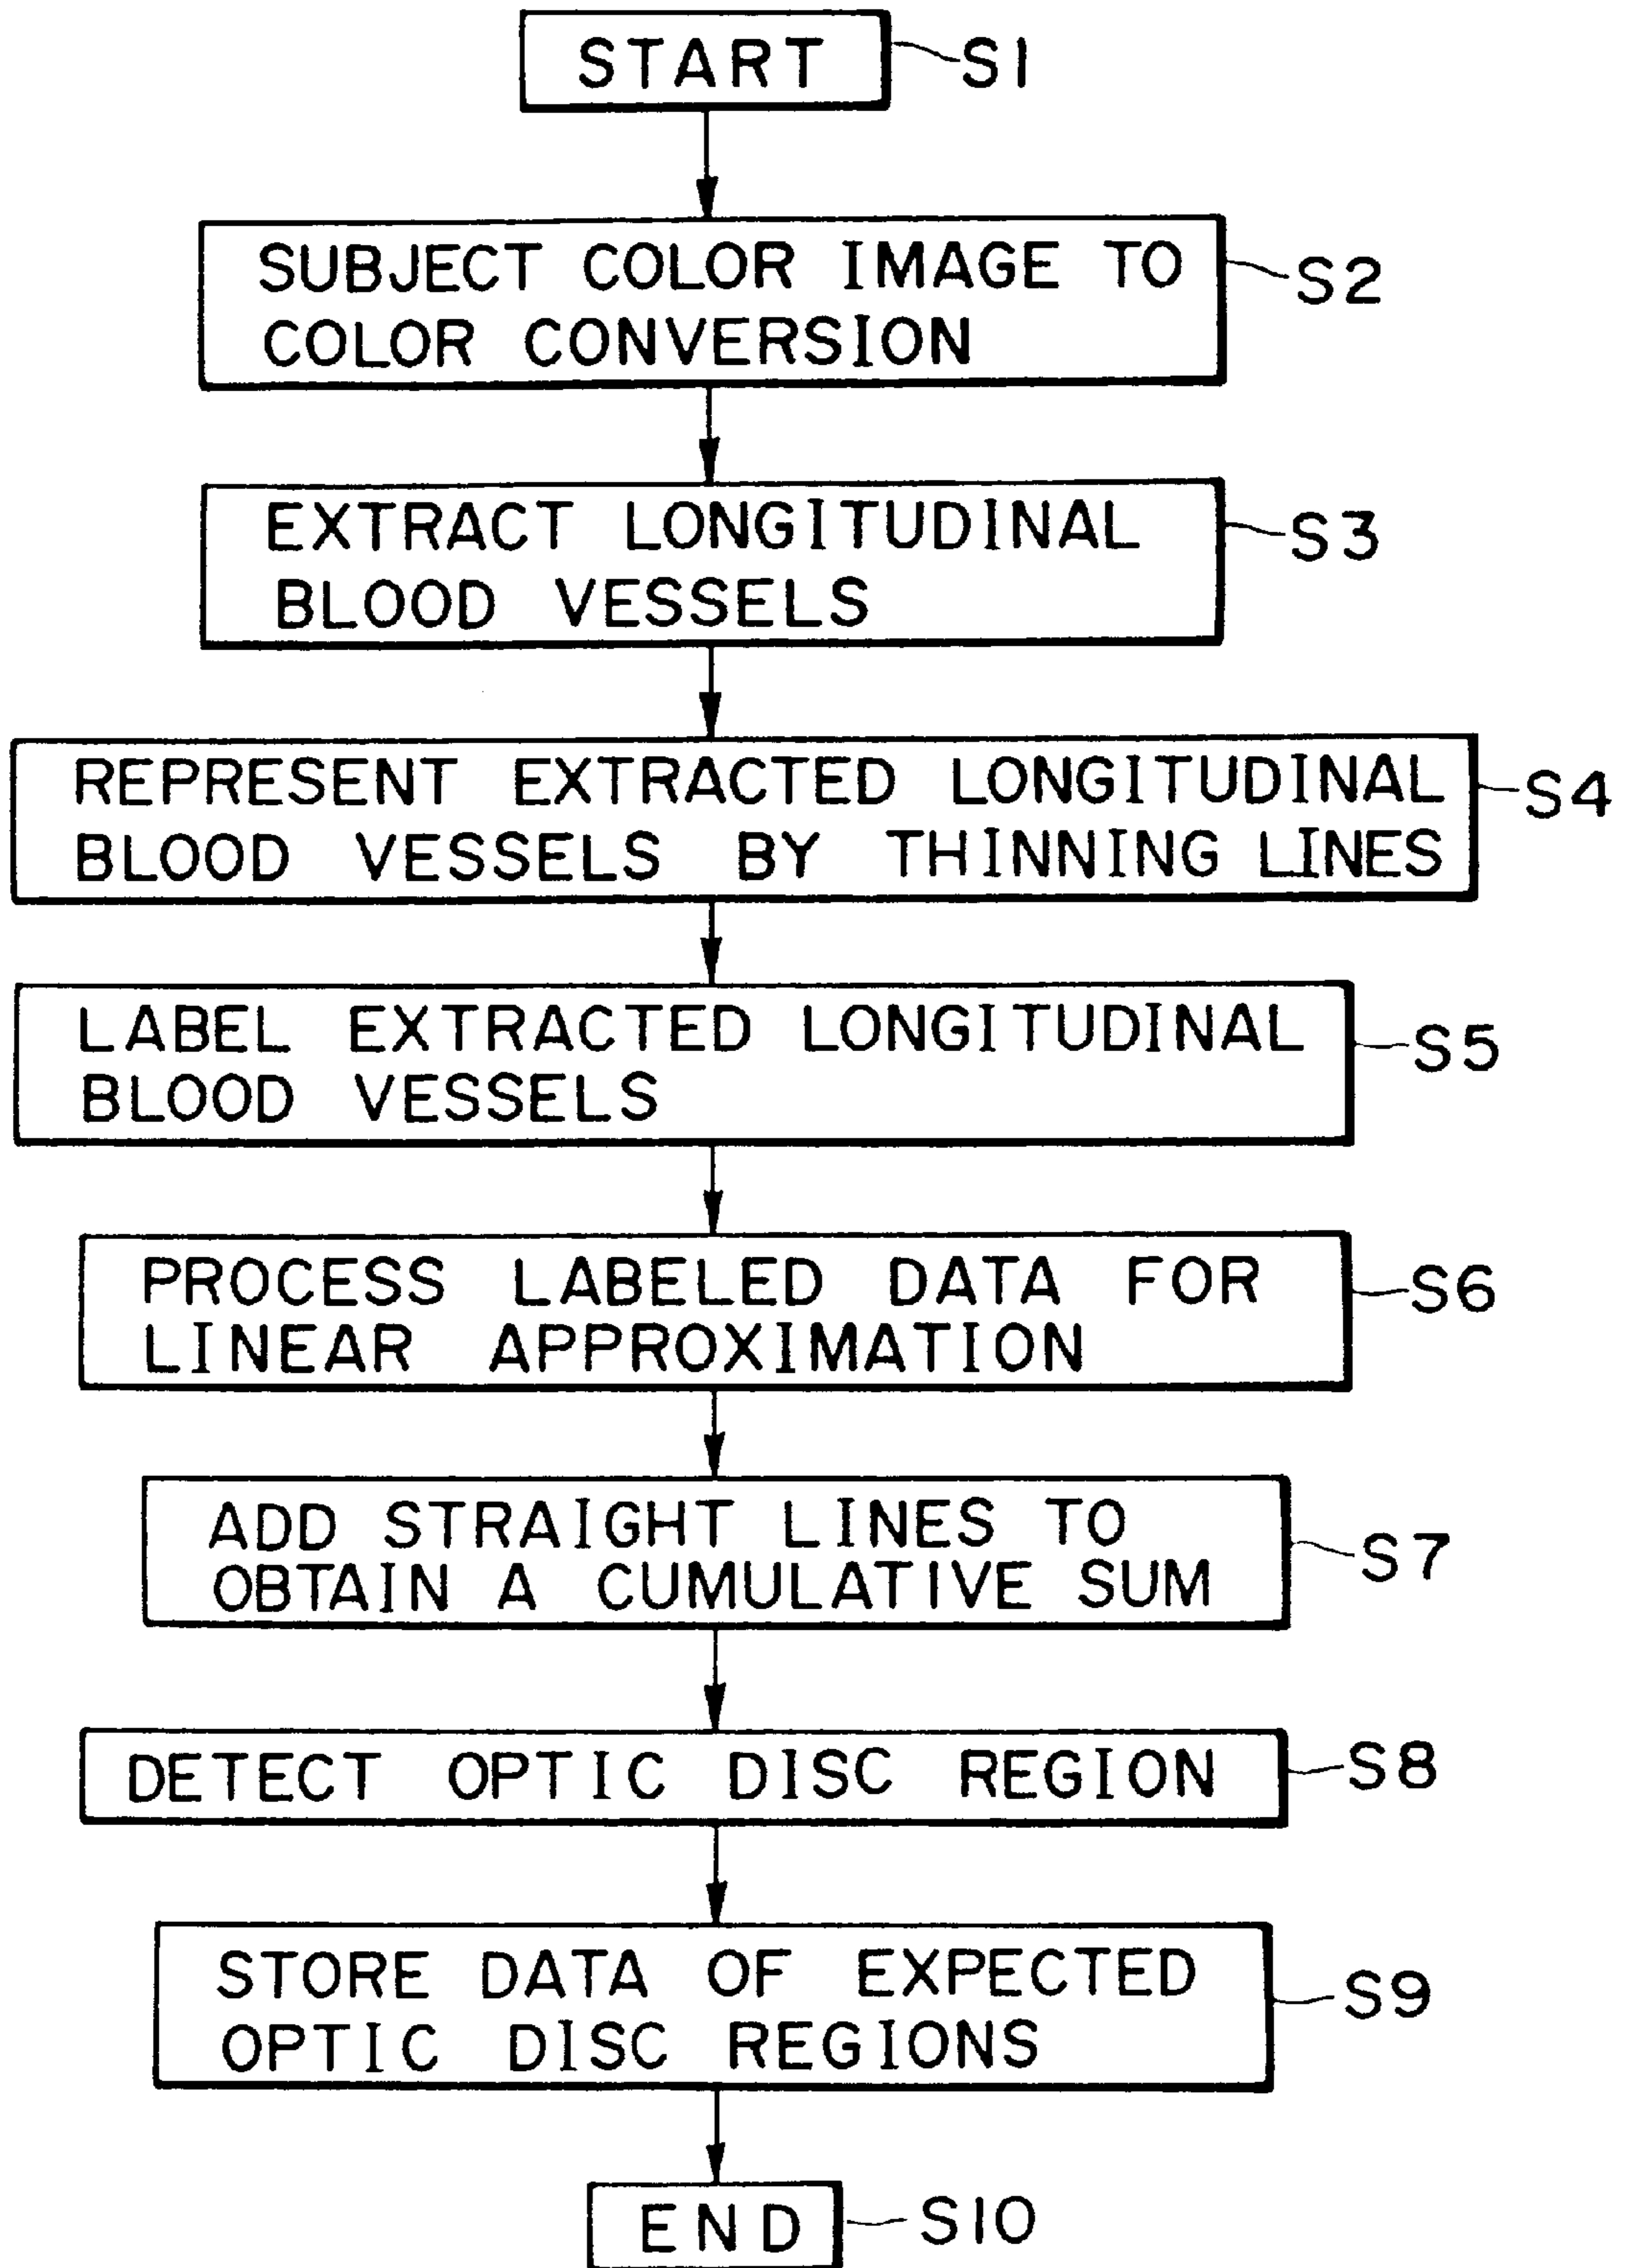 START
S1
SUBJECT COLOR IMAGE TO
COLOR CONVERSION
S2
EXTRACT LONGITUDINAL
BLOOD VESSELS
S3
REPRESENT EXTRACTED LONGITUDINAL
BLOOD VESSELS BY THINNING LINES
S4
LABEL EXTRACTED LONGITUDINAL
BLOOD VESSELS
S5
PROCESS LABELED DATA FOR
LINEAR APPROXIMATION
S6
ADD STRAIGHT LINES TO
OBTAIN A CUMULATIVE SUM
S7
DETECT OPTIC DISC REGION
S8
STORE DATA OF EXPECTED
OPTIC DISC REGIONS
S9
END
S10